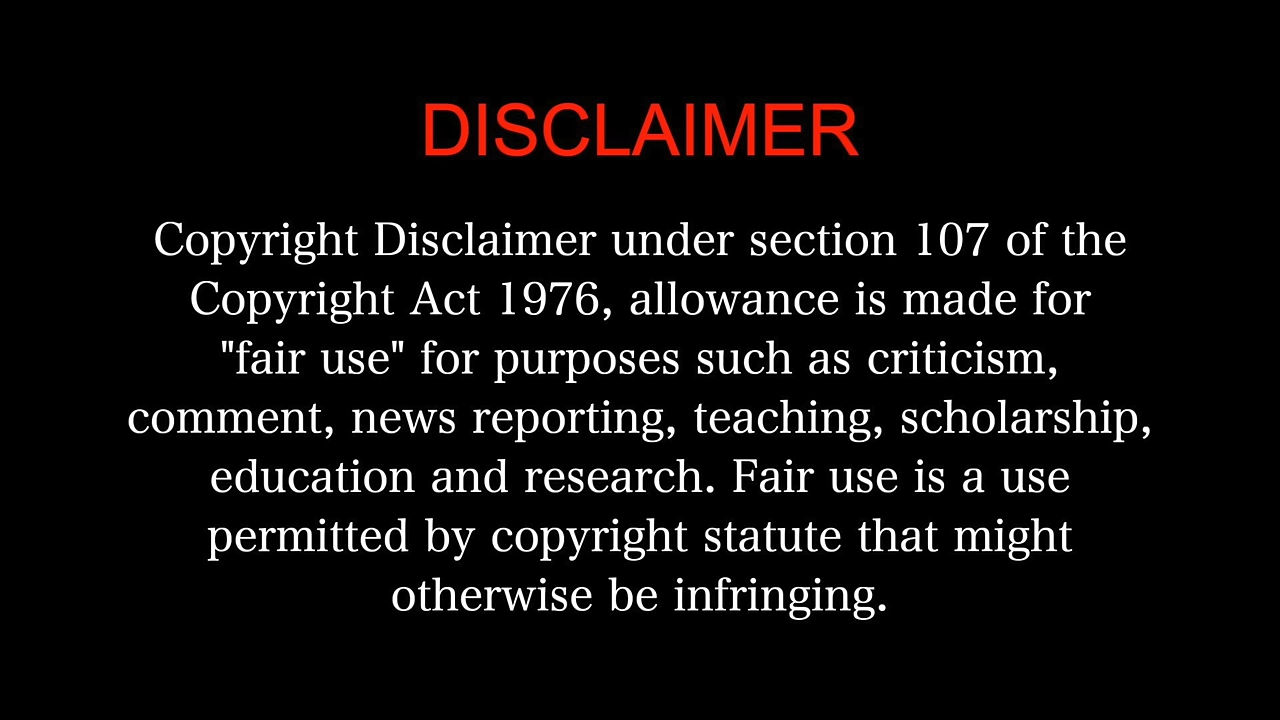 DISCLAIMER
Copyright Disclaimer under section 107 of the
Copyright Act 1976, allowance is made for
"fair use" for purposes such as criticism,
comment, news reporting, teaching, scholarship,
education and research. Fair use is a use
permitted by copyright statute that might
otherwise be infringing.